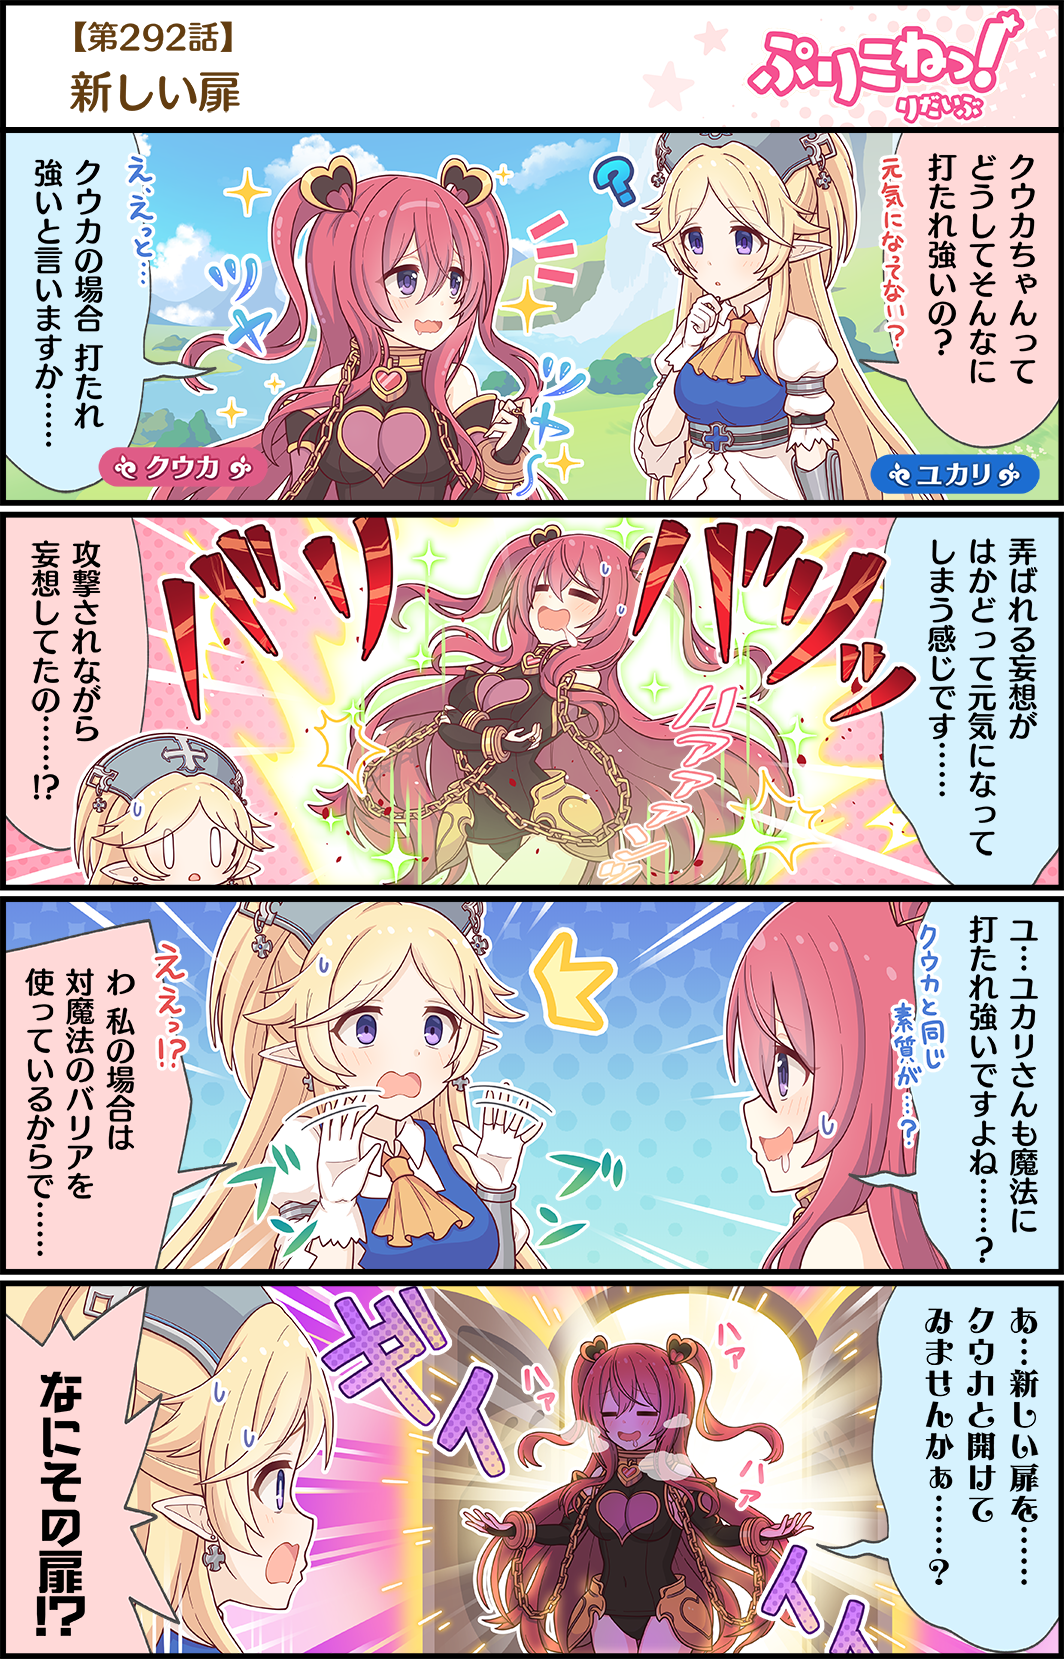 【第292話】
新しい扉
ぷりこねっ!
りだいぶ
クウカちゃんって
どうしてそんなに
打たれ強いの?
元気になってない?
え、えっと…
クウカの場合 打たれ
強いと言いますか……
ツヤ
ツヤ～
クウカ
ユカリ
弄ばれる妄想が
はかどって元気になって
しまう感じです……
バリバリッ
ハァァァ
攻撃されながら
妄想してたの……!?
ユ…ユカリさんも魔法に
打たれ強いですよね……?
クウカと同じ
素質が…?
ええっ!?
わ 私の場合は
対魔法のバリアを
使っているからで……
ブン
ブン
あ…新しい扉を……
クウカと開けて
みませんかぁ……?
ハァ
ハァ
ハァ
ギイイイ
なにその扉!?